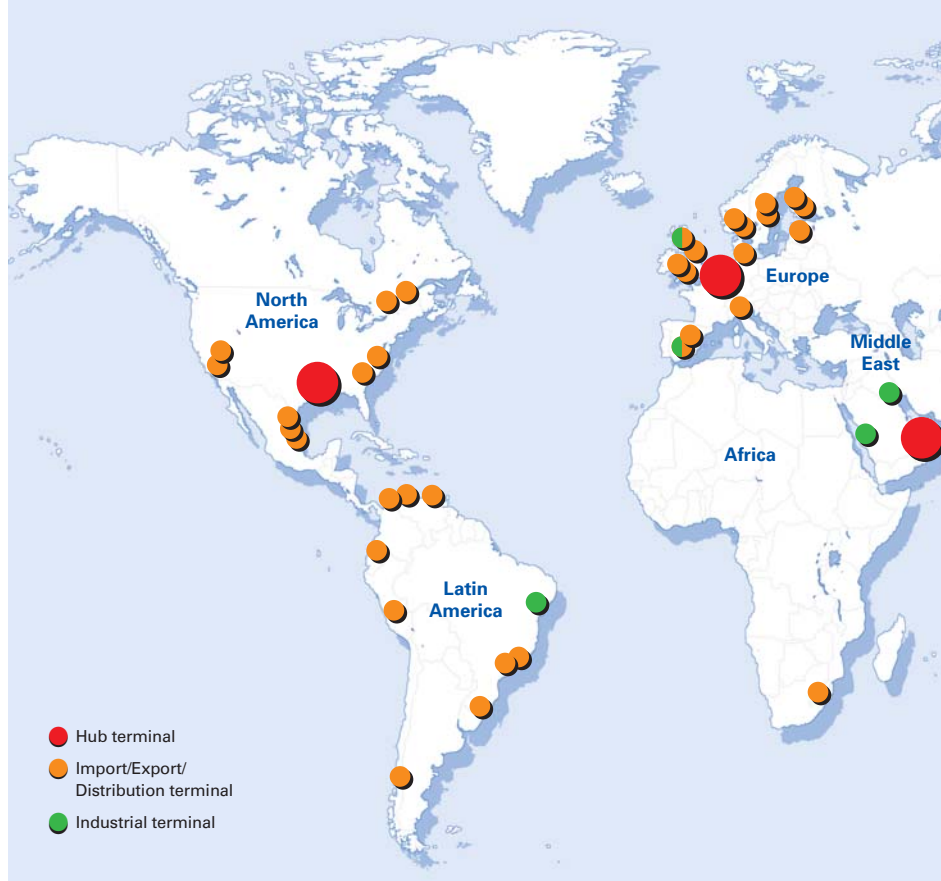 North
America
Europe
Middle
East
Africa
Latin
America
Hub terminal
Import/Export/
Distribution terminal
Industrial terminal